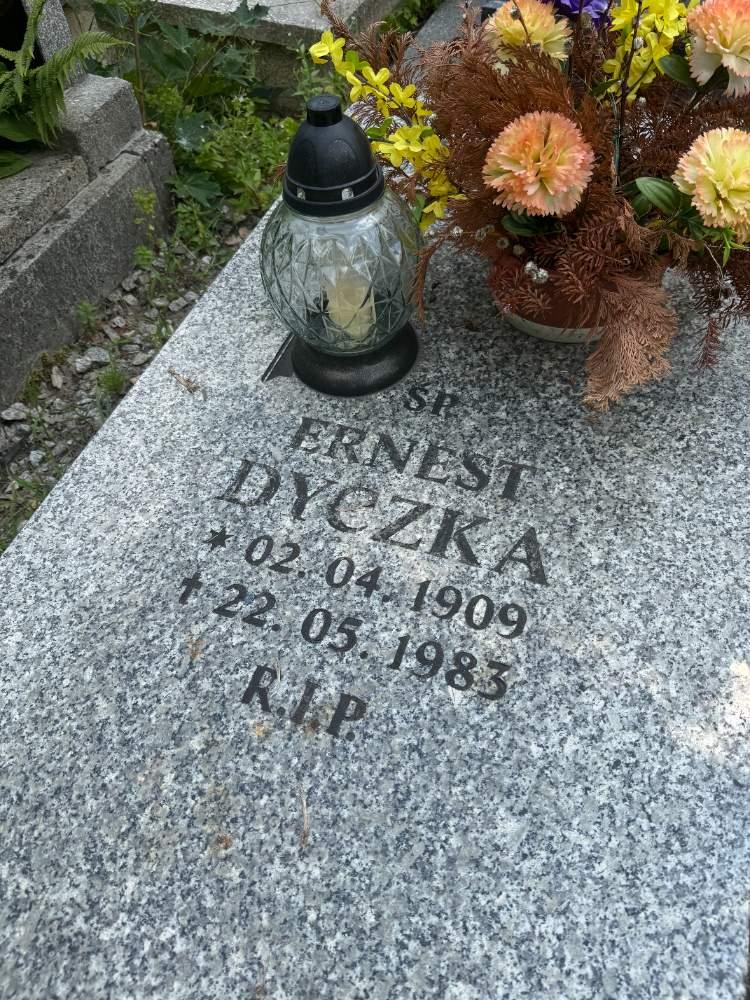 ŚP.
ERNEST
DYCZKA
* 02. 04. 1909
✝ 22. 05. 1983
R.I.P.